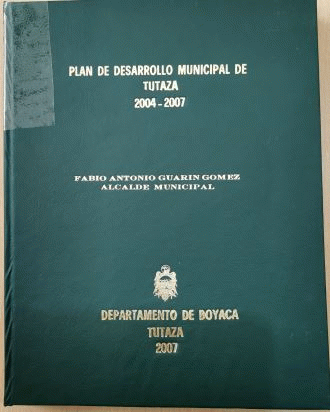 PLAN DE DESARROLLO MUNICIPAL DE
TUTAZA
2004-2007
FABIO ANTONIO GUARIN GOMEZ
ALCALDE MUNICIPAL
DEPARTAMENTO DE BOYACA
TUTAZA
2007